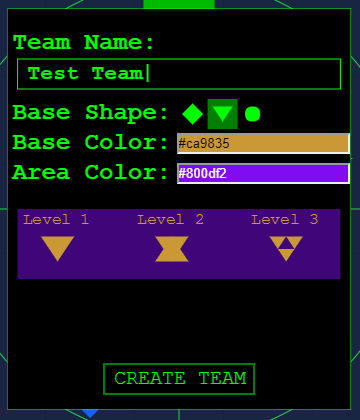 Team Name:
Test Team
Base Shape:
Base Color: #ca9835
Area Color: #800df2
Level 1 Level 2 Level 3
CREATE TEAM